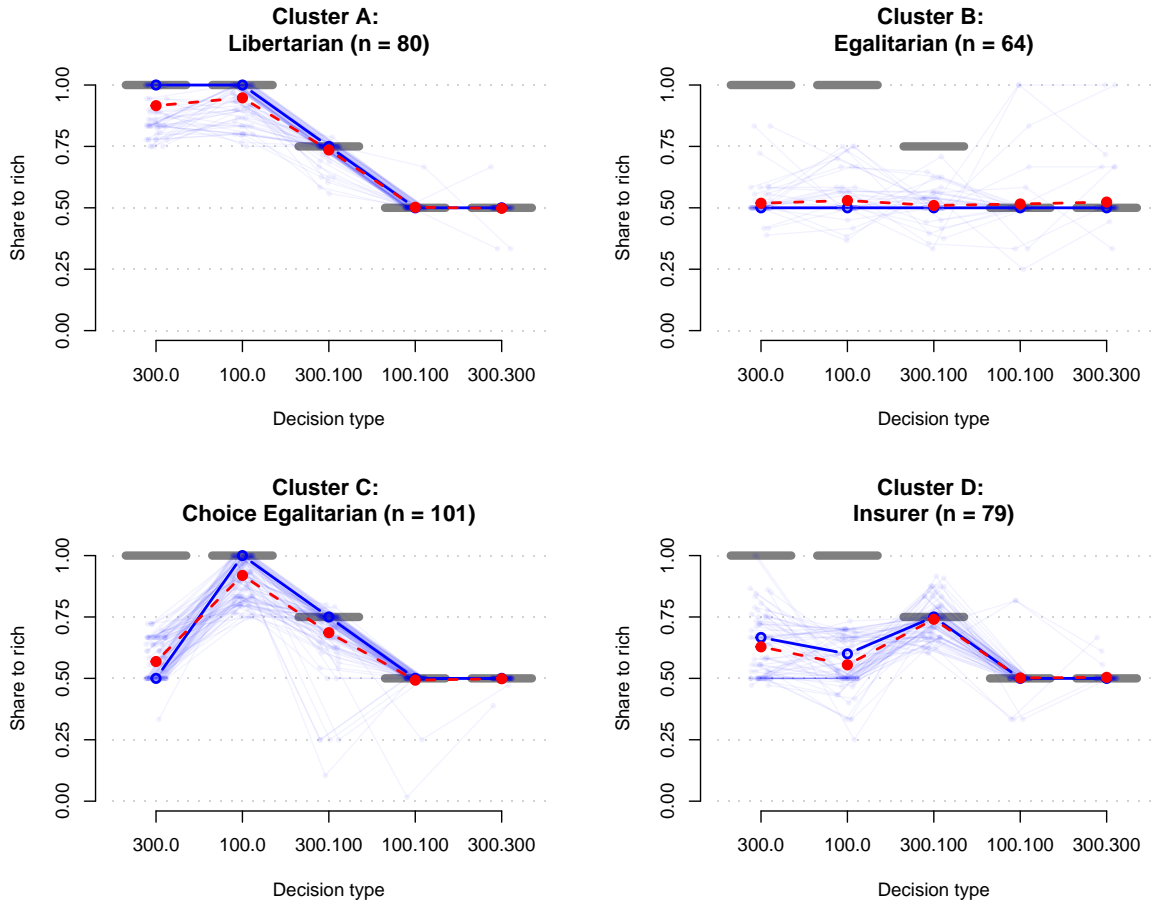 Cluster A:
Libertarian (n = 80)
Share to rich
1.00
0.75
0.50
0.25
0.00
300.0 100.0 300.100 100.100 300.300
Decision type
Cluster B:
Egalitarian (n = 64)
Share to rich
1.00
0.75
0.50
0.25
0.00
300.0 100.0 300.100 100.100 300.300
Decision type
Cluster C:
Choice Egalitarian (n = 101)
Share to rich
1.00
0.75
0.50
0.25
0.00
300.0 100.0 300.100 100.100 300.300
Decision type
Cluster D:
Insurer (n = 79)
Share to rich
1.00
0.75
0.50
0.25
0.00
300.0 100.0 300.100 100.100 300.300
Decision type